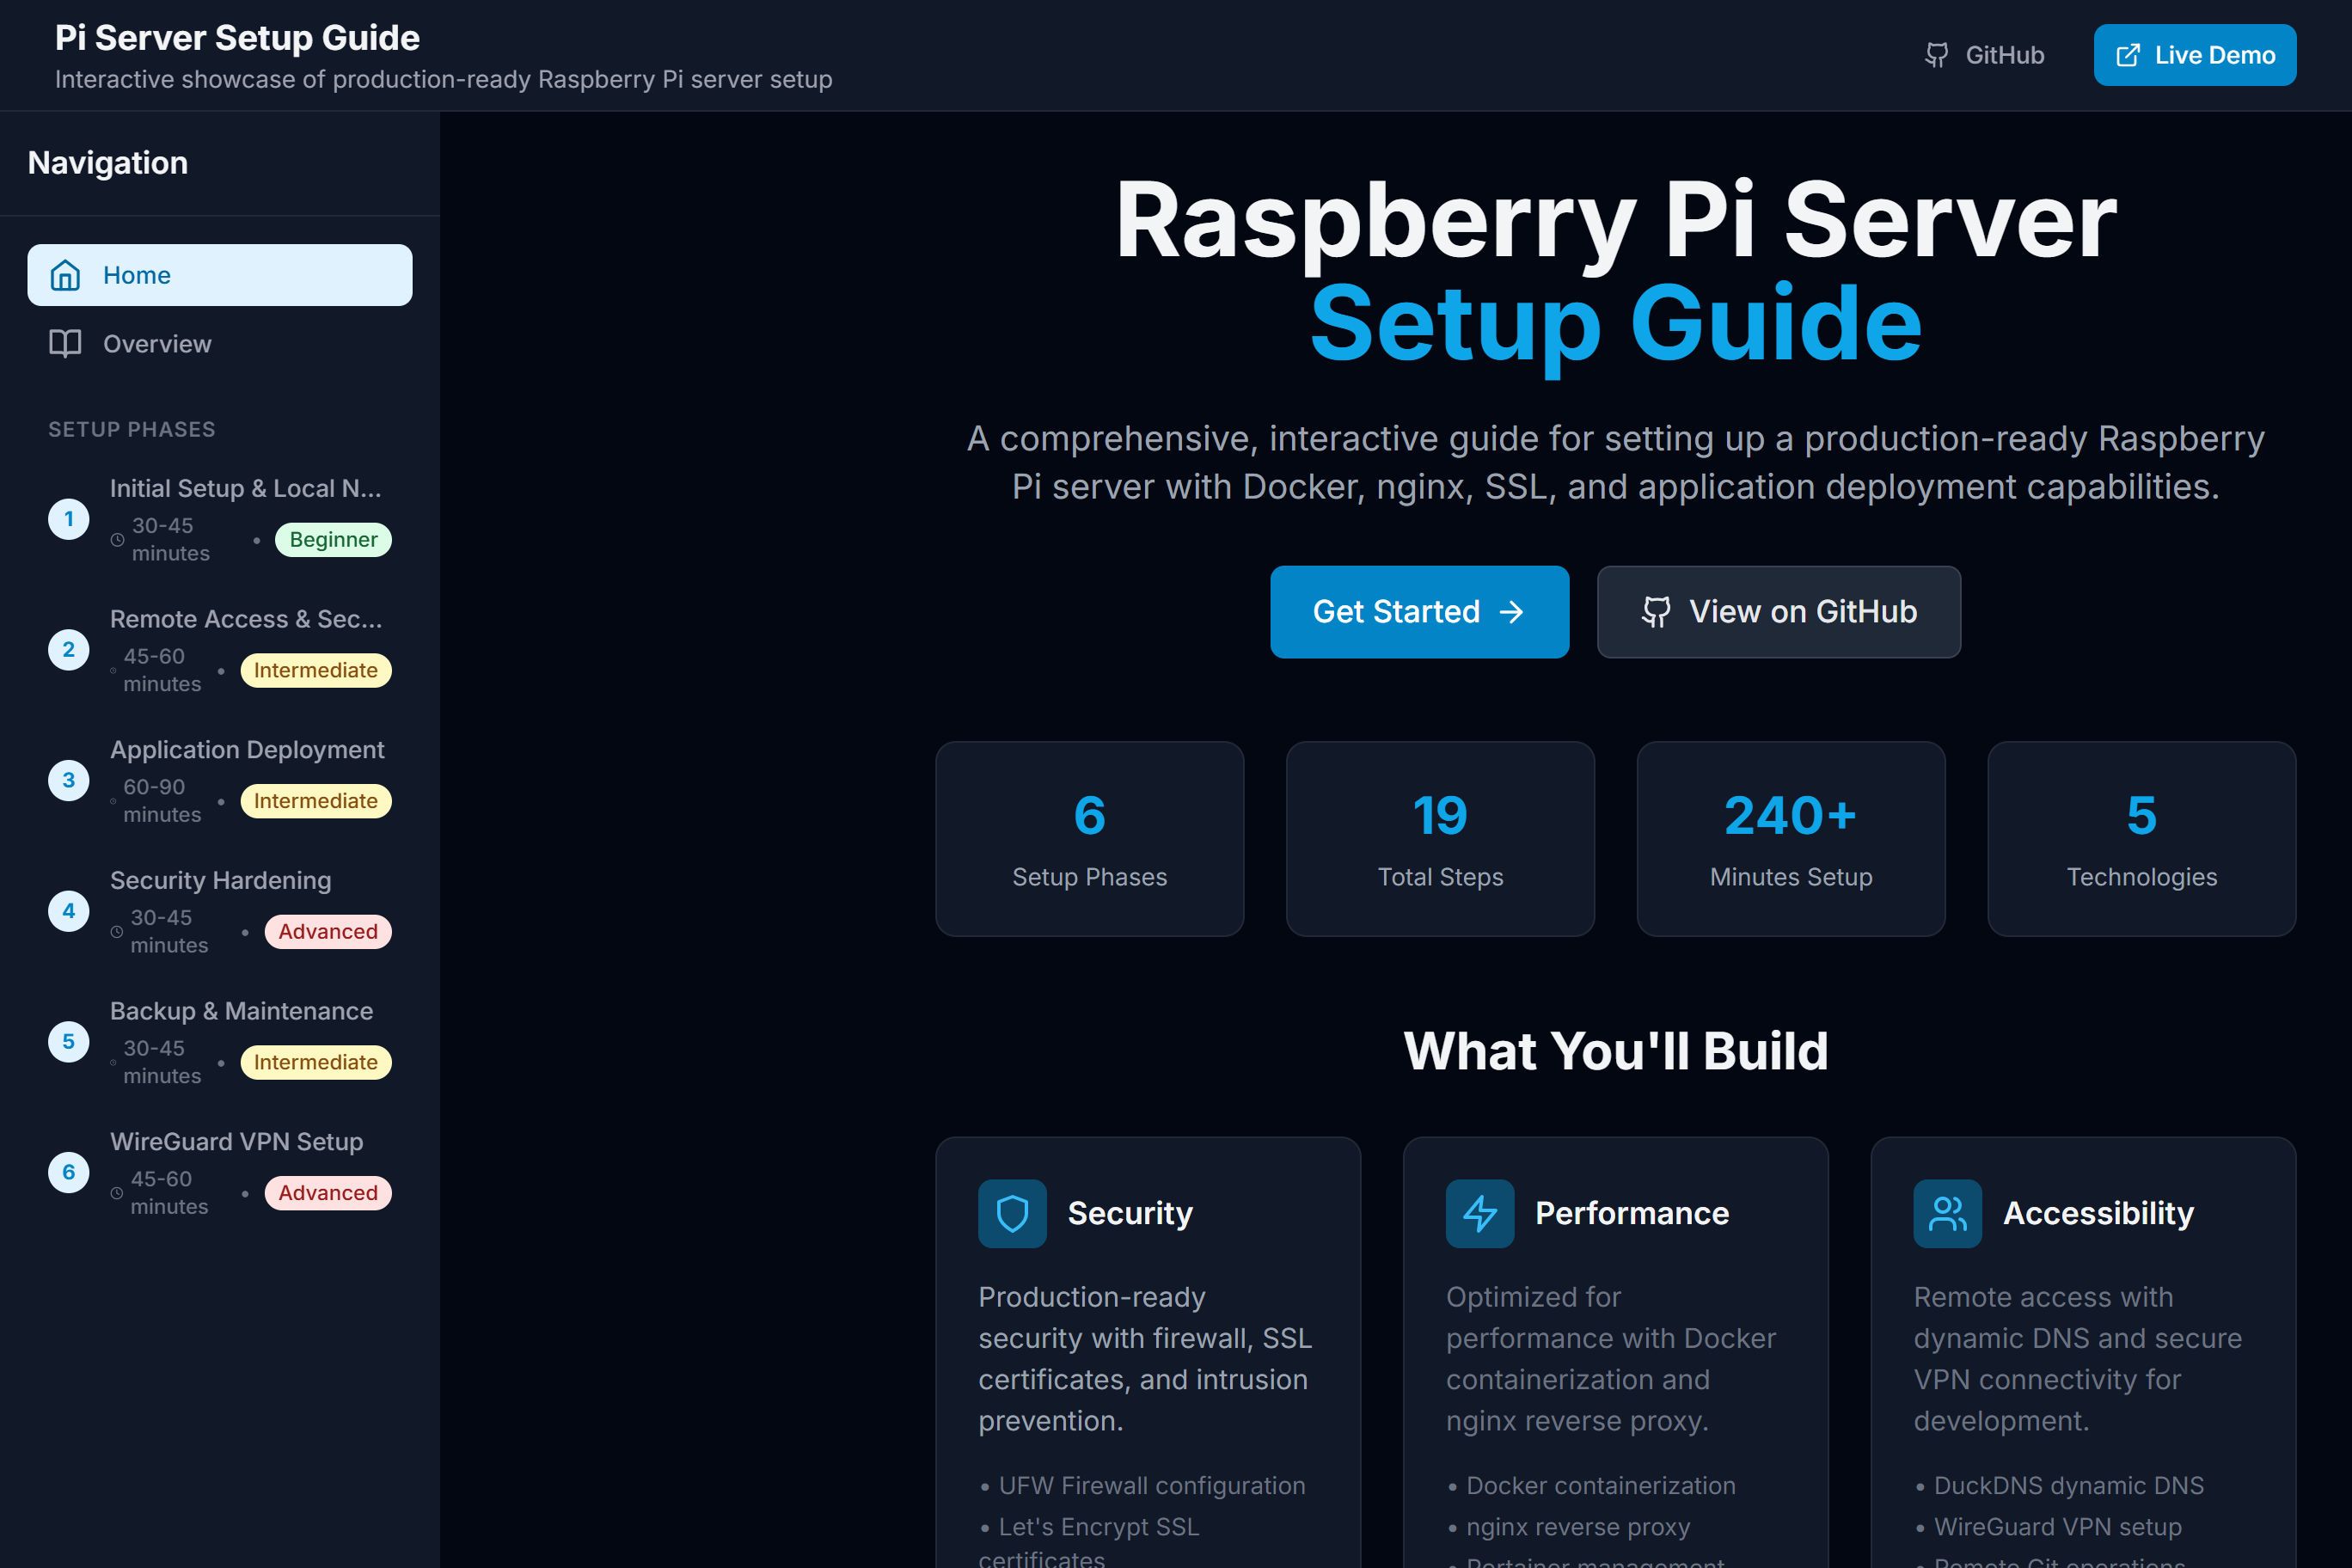 Pi Server Setup Guide
Interactive showcase of production-ready Raspberry Pi server setup
GitHub
Live Demo
Navigation
Home
Overview
SETUP PHASES
1
Initial Setup & Local N...
30-45
minutes
• Beginner
2
Remote Access & Sec...
45-60
minutes
• Intermediate
3
Application Deployment
60-90
minutes
• Intermediate
4
Security Hardening
30-45
minutes
• Advanced
5
Backup & Maintenance
30-45
minutes
• Intermediate
6
WireGuard VPN Setup
45-60
minutes
• Advanced
Raspberry Pi Server
Setup Guide
A comprehensive, interactive guide for setting up a production-ready Raspberry
Pi server with Docker, nginx, SSL, and application deployment capabilities.
Get Started
View on GitHub
6
Setup Phases
19
Total Steps
240+
Minutes Setup
5
Technologies
What You'll Build
Security
Production-ready
security with firewall, SSL
certificates, and intrusion
prevention.
• UFW Firewall configuration
• Let's Encrypt SSL
certificates
Performance
Optimized for
performance with Docker
containerization and
nginx reverse proxy.
• Docker containerization
• nginx reverse proxy
• Portainer management
Accessibility
Remote access with
dynamic DNS and secure
VPN connectivity for
development.
• DuckDNS dynamic DNS
• WireGuard VPN setup
• Remote Git operations